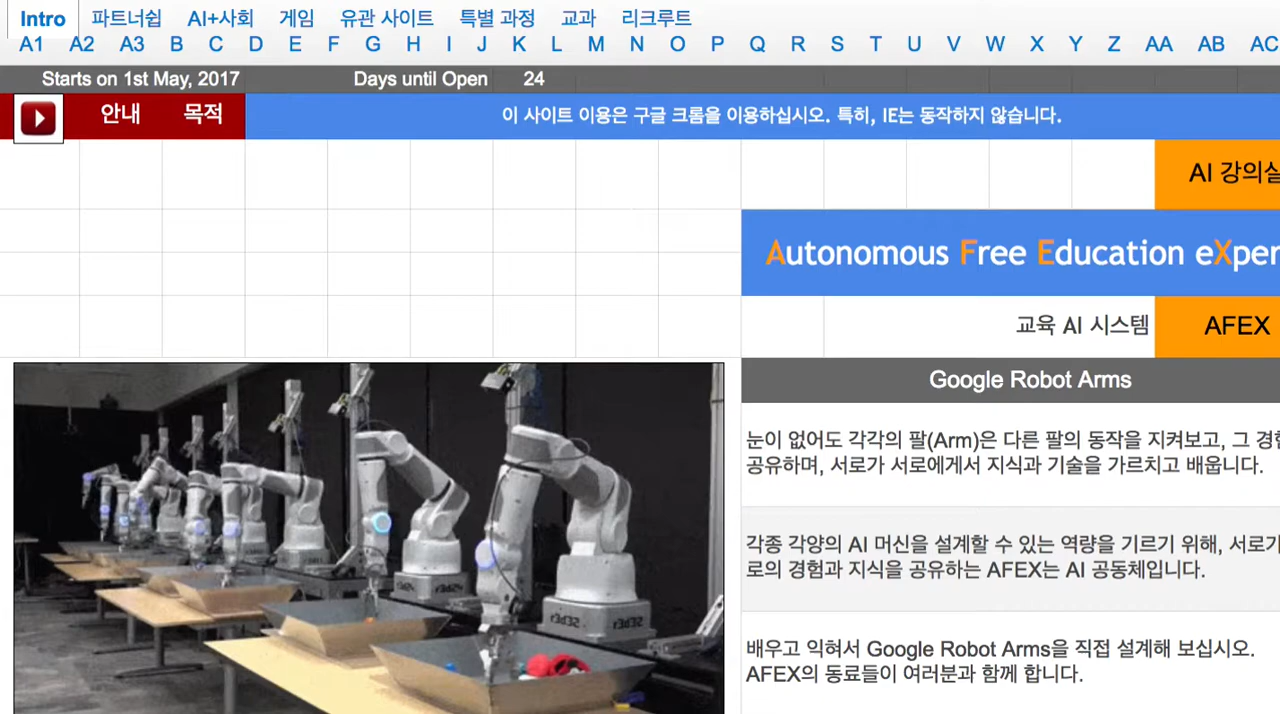 Intro 파트너쉽 AI+사회 게임 유관 사이트 특별 과정 교과 리크루트
A1 A2 A3 B C D E F G H I J K L M N O P Q R S T U V W X Y Z AA AB AC
Starts on 1st May, 2017 Days until Open 24
안내 목적 이 사이트 이용은 구글 크롬을 이용하십시오. 특히, IE는 동작하지 않습니다.
AI 강의실
Autonomous Free Education eXper
교육 AI 시스템 AFEX
Google Robot Arms
눈이 없어도 각각의 팔(Arm)은 다른 팔의 동작을 지켜보고, 그 경험
공유하며, 서로가 서로에게서 지식과 기술을 가르치고 배웁니다.
각종 각양의 AI 머신을 설계할 수 있는 역량을 기르기 위해, 서로가
로의 경험과 지식을 공유하는 AFEX는 AI 공동체입니다.
배우고 익혀서 Google Robot Arms을 직접 설계해 보십시오.
AFEX의 동료들이 여러분과 함께 합니다.